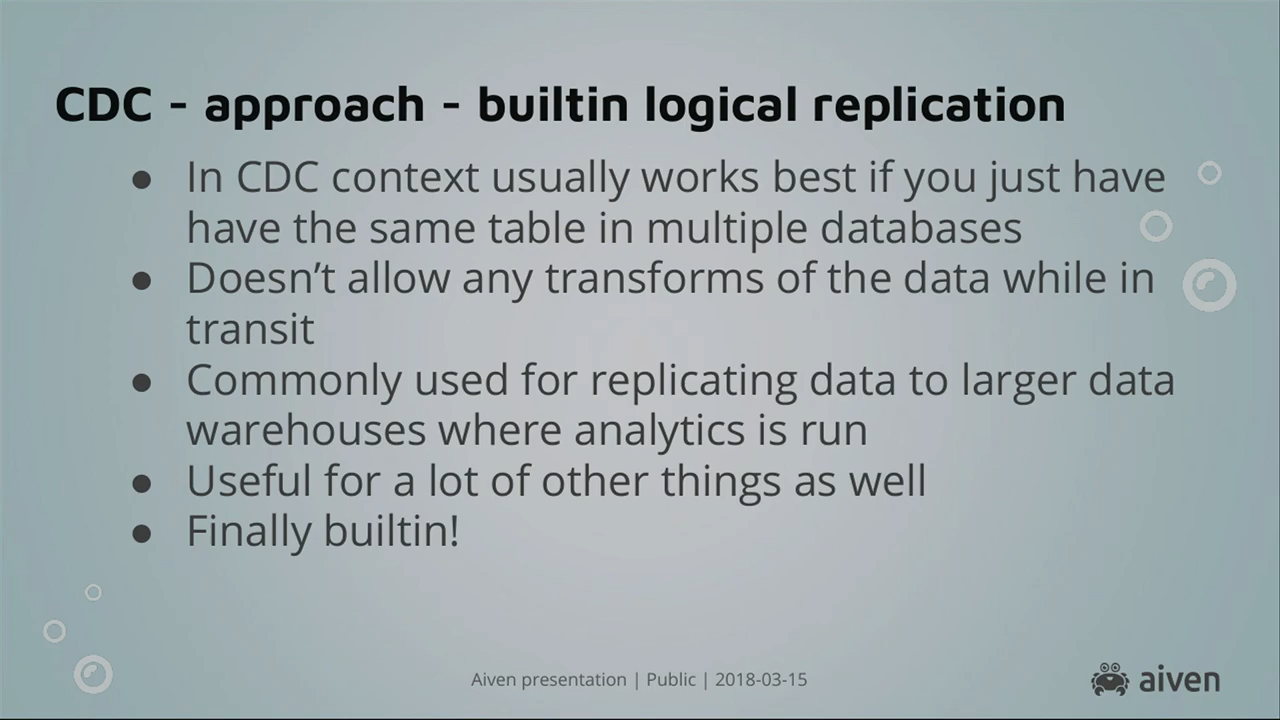 CDC - approach - builtin logical replication
● In CDC context usually works best if you just have
have the same table in multiple databases
● Doesn't allow any transforms of the data while in
transit
● Commonly used for replicating data to larger data
warehouses where analytics is run
● Useful for a lot of other things as well
● Finally builtin!
Aiven presentation | Public | 2018-03-15
aiven